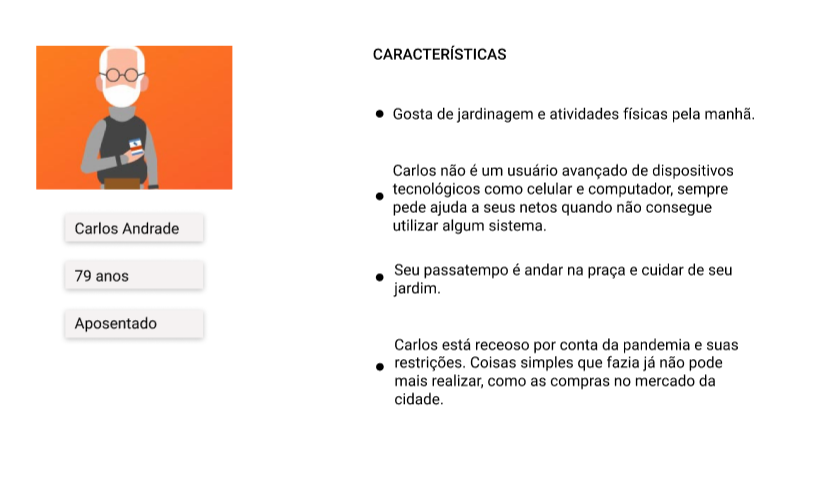 CARACTERÍSTICAS
Gosta de jardinagem e atividades físicas pela manhã.
Carlos não é um usuário avançado de dispositivos
tecnológicos como celular e computador, sempre
pede ajuda a seus netos quando não consegue
utilizar algum sistema.
Seu passatempo é andar na praça e cuidar de seu
jardim.
Carlos está receoso por conta da pandemia e suas
restrições. Coisas simples que fazia já não pode
mais realizar, como as compras no mercado da
cidade.
Carlos Andrade
79 anos
Aposentado